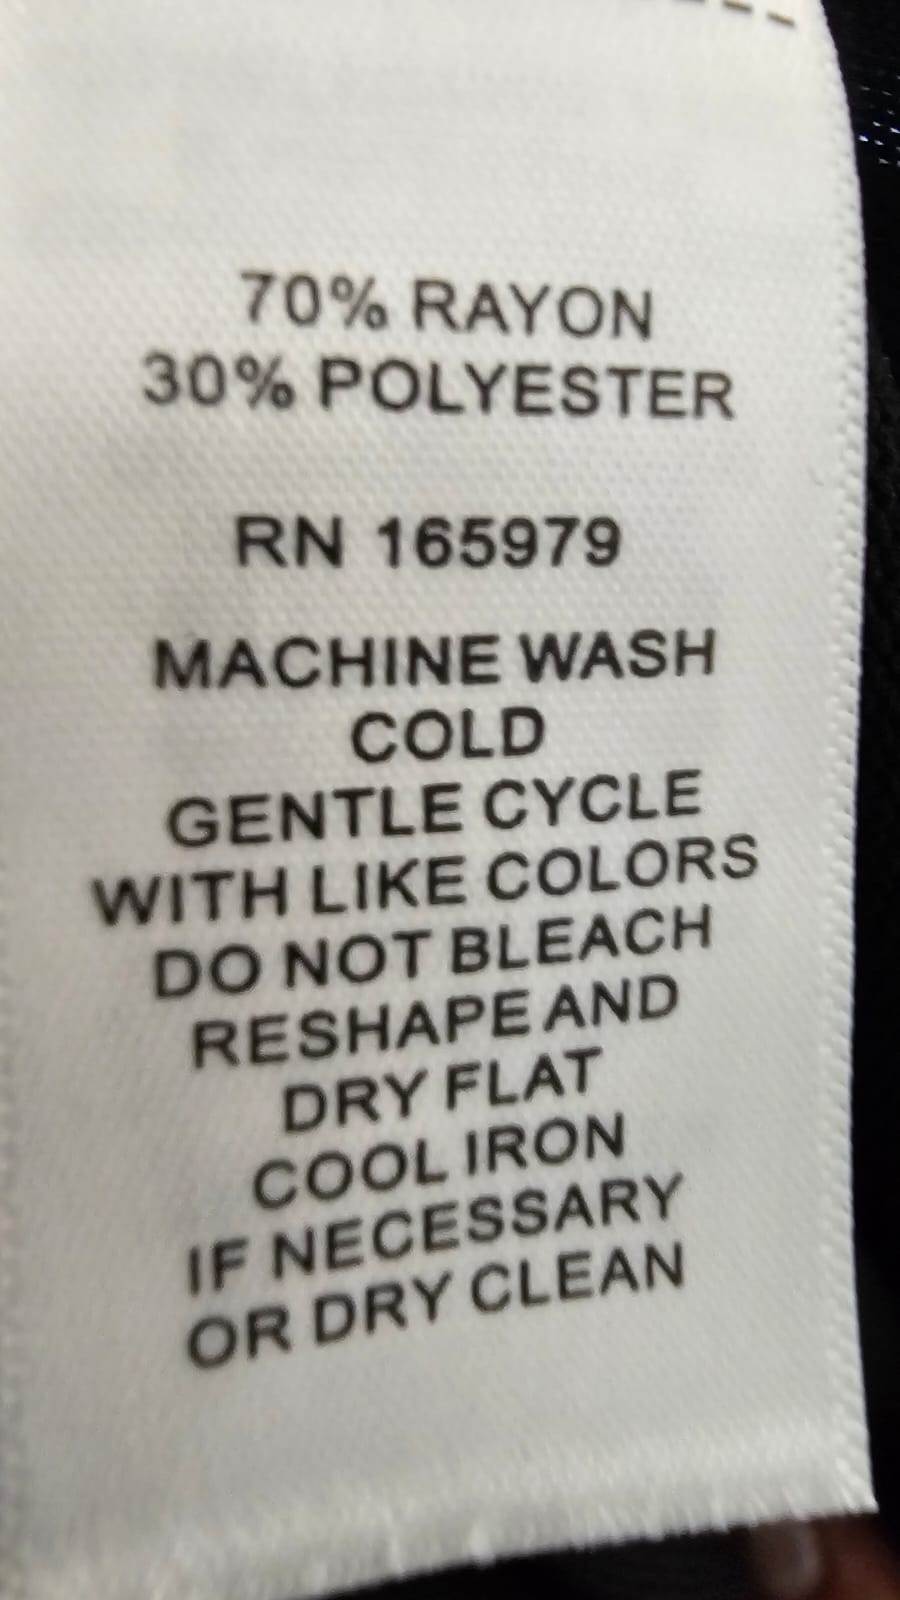 70% RAYON
30% POLYESTER
RN 165979
MACHINE WASH
COLD
GENTLE CYCLE
WITH LIKE COLORS
DO NOT BLEACH
RESHAPE AND
DRY FLAT
COOL IRON
IF NECESSARY
OR DRY CLEAN